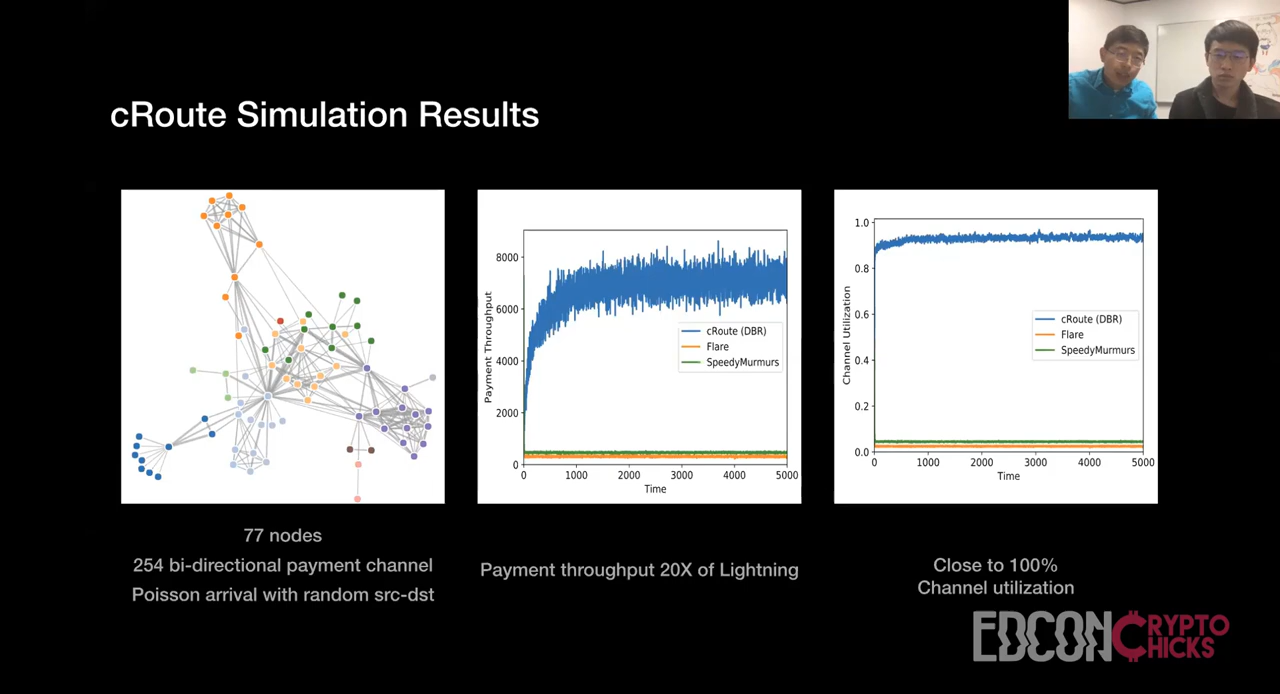 cRoute Simulation Results
8000
6000
4000
2000
0
Payment Throughput
cRoute (DBR)
Flare
SpeedyMurmurs
0 1000 2000 3000 4000 5000
Time
1.0
0.8
0.6
0.4
0.2
0.0
Channel Utilization
cRoute (DBR)
Flare
SpeedyMurmurs
0 1000 2000 3000 4000 5000
Time
77 nodes
254 bi-directional payment channel
Poisson arrival with random src-dst
Payment throughput 20X of Lightning
Close to 100%
Channel utilization
EDCON
CRYPTO
CHICKS